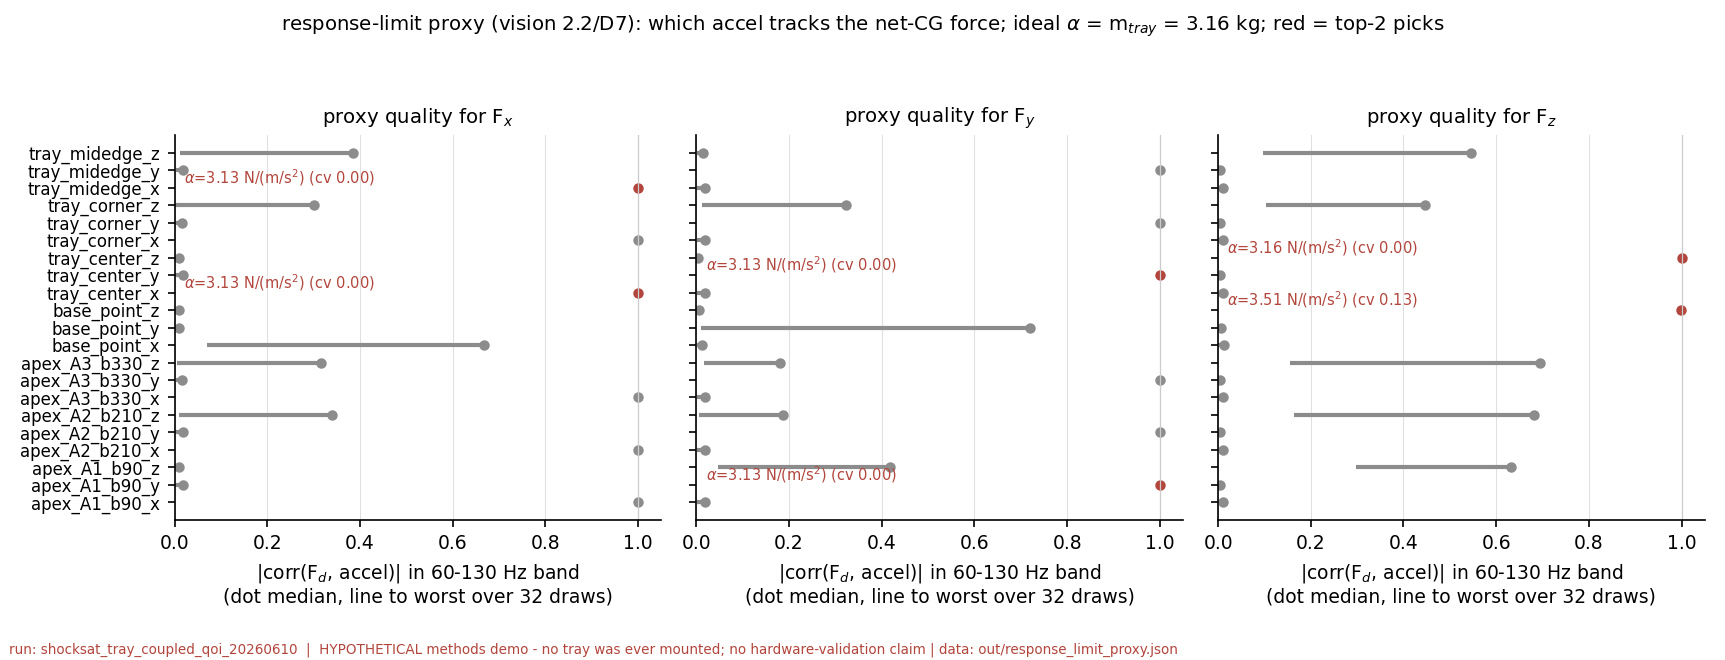 response-limit proxy (vision 2.2/D7): which accel tracks the net-CG force; ideal α = m_tray = 3.16 kg; red = top-2 picks
proxy quality for F_x
proxy quality for F_y
proxy quality for F_z
tray_midedge_z
tray_midedge_y
tray_midedge_x
tray_corner_z
tray_corner_y
tray_corner_x
tray_center_z
tray_center_y
tray_center_x
base_point_z
base_point_y
base_point_x
apex_A3_b330_z
apex_A3_b330_y
apex_A3_b330_x
apex_A2_b210_z
apex_A2_b210_y
apex_A2_b210_x
apex_A1_b90_z
apex_A1_b90_y
apex_A1_b90_x
α=3.13 N/(m/s²) (cv 0.00)
α=3.13 N/(m/s²) (cv 0.00)
0.0 0.2 0.4 0.6 0.8 1.0
|corr(F_d, accel)| in 60-130 Hz band
(dot median, line to worst over 32 draws)
α=3.13 N/(m/s²) (cv 0.00)
α=3.13 N/(m/s²) (cv 0.00)
0.0 0.2 0.4 0.6 0.8 1.0
|corr(F_d, accel)| in 60-130 Hz band
(dot median, line to worst over 32 draws)
α=3.16 N/(m/s²) (cv 0.00)
α=3.51 N/(m/s²) (cv 0.13)
0.0 0.2 0.4 0.6 0.8 1.0
|corr(F_d, accel)| in 60-130 Hz band
(dot median, line to worst over 32 draws)
run: shocksat_tray_coupled_qoi_20260610 | HYPOTHETICAL methods demo - no tray was ever mounted; no hardware-validation claim | data: out/response_limit_proxy.json